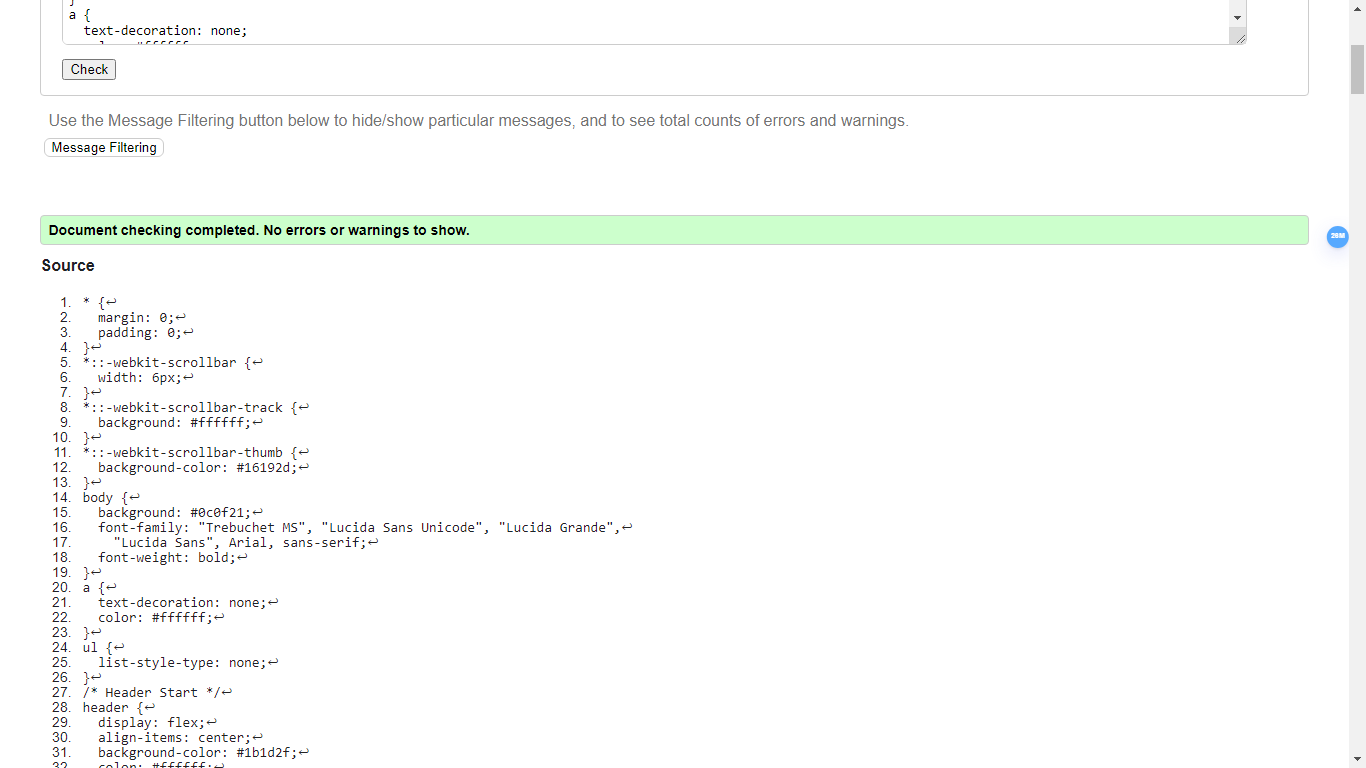 }
a {
  text-decoration: none;
  color: #ffffff
Check
Use the Message Filtering button below to hide/show particular messages, and to see total counts of errors and warnings.
Message Filtering
Document checking completed. No errors or warnings to show.
26M
Source
1. * {↩
2.   margin: 0;↩
3.   padding: 0;↩
4. }↩
5. *::-webkit-scrollbar {↩
6.   width: 6px;↩
7. }↩
8. *::-webkit-scrollbar-track {↩
9.   background: #ffffff;↩
10. }↩
11. *::-webkit-scrollbar-thumb {↩
12.   background-color: #16192d;↩
13. }↩
14. body {↩
15.   background: #0c0f21;↩
16.   font-family: "Trebuchet MS", "Lucida Sans Unicode", "Lucida Grande",↩
17.     "Lucida Sans", Arial, sans-serif;↩
18.   font-weight: bold;↩
19. }↩
20. a {↩
21.   text-decoration: none;↩
22.   color: #ffffff;↩
23. }↩
24. ul {↩
25.   list-style-type: none;↩
26. }↩
27. /* Header Start */↩
28. header {↩
29.   display: flex;↩
30.   align-items: center;↩
31.   background-color: #1b1d2f;↩
32.   color: #ffffff;↩